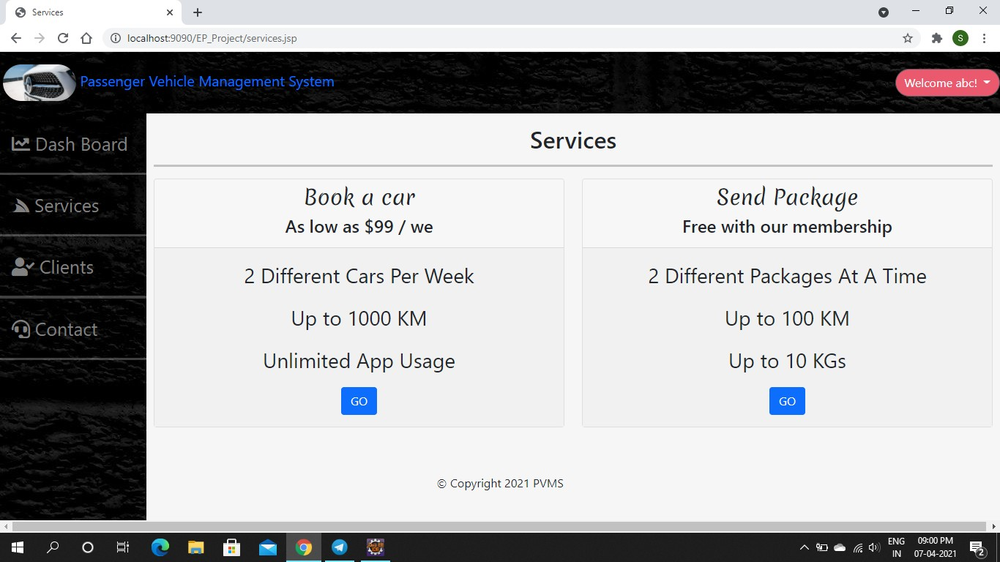 Services
localhost:9090/EP_Project/services.jsp
S
Passenger Vehicle Management System
Welcome abc!
Dash Board
Services
Clients
Contact
Services
Book a car
As low as $99 / we
2 Different Cars Per Week
Up to 1000 KM
Unlimited App Usage
GO
Send Package
Free with our membership
2 Different Packages At A Time
Up to 100 KM
Up to 10 KGs
GO
© Copyright 2021 PVMS
Java EE
IDE
ENG
IN
09:00 PM
07-04-2021
2